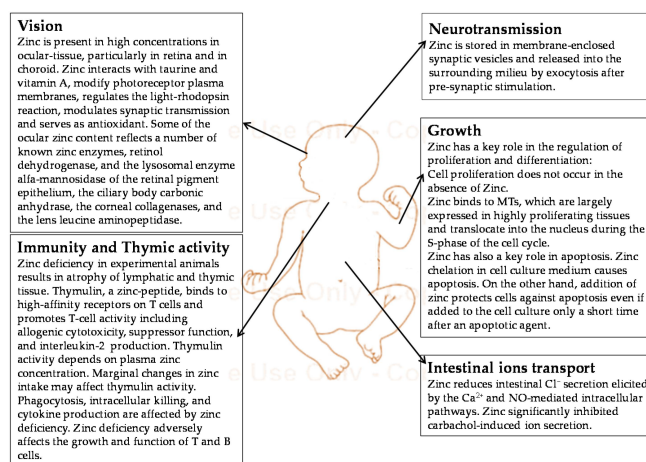 Vision
Zinc is present in high concentrations in
ocular-tissue, particularly in retina and in
choroid. Zinc interacts with taurine and
vitamin A, modify photoreceptor plasma
membranes, regulates the light-rhodopsin
reaction, modulates synaptic transmission
and serves as antioxidant. Some of the
ocular zinc content reflects a number of
known zinc enzymes, retinol
dehydrogenase, and the lysosomal enzyme
alfa-mannosidase of the retinal pigment
epithelium, the ciliary body carbonic
anhydrase, the corneal collagenases, and
the lens leucine aminopeptidase.
Immunity and Thymic activity
Zinc deficiency in experimental animals
results in atrophy of lymphatic and thymic
tissue. Thymulin, a zinc-peptide, binds to
high-affinity receptors on T cells and
promotes T-cell activity including
allogenic cytotoxicity, suppressor function,
and interleukin-2 production. Thymulin
activity depends on plasma zinc
concentration. Marginal changes in zinc
intake may affect thymulin activity.
Phagocytosis, intracellular killing, and
cytokine production are affected by zinc
deficiency. Zinc deficiency adversely
affects the growth and function of T and B
cells.
Neurotransmission
Zinc is stored in membrane-enclosed
synaptic vesicles and released into the
surrounding milieu by exocytosis after
pre-synaptic stimulation.
Growth
Zinc has a key role in the regulation of
proliferation and differentiation:
Cell proliferation does not occur in the
absence of Zinc.
Zinc binds to MTs, which are largely
expressed in highly proliferating tissues
and translocate into the nucleus during the
S-phase of the cell cycle.
Zinc has also a key role in apoptosis. Zinc
chelation in cell culture medium causes
apoptosis. On the other hand, addition of
zinc protects cells against apoptosis even if
added to the cell culture only a short time
after an apoptotic agent.
Intestinal ions transport
Zinc reduces intestinal Cl⁻ secretion elicited
by the Ca²⁺ and NO-mediated intracellular
pathways. Zinc significantly inhibited
carbachol-induced ion secretion.
e Use Only - Co
e Use
e Use Only - Co